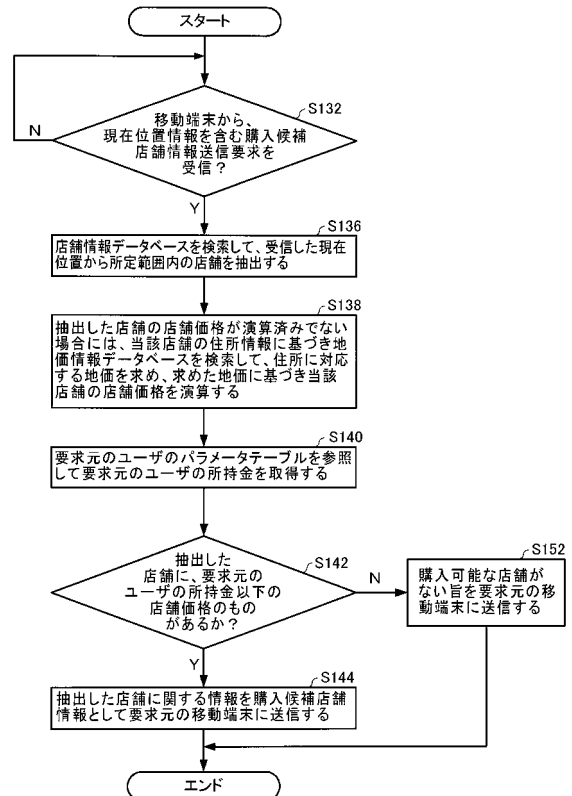 スタート
S132
移動端末から、
現在位置情報を含む購入候補
店舗情報送信要求を
受信？
N
Y
S136
店舗情報データベースを検索して、受信した現在
位置から所定範囲内の店舗を抽出する
S138
抽出した店舗の店舗価格が演算済みでない
場合には、当該店舗の住所情報に基づき地
価情報データベースを検索して、住所に対応
する地価を求め、求めた地価に基づき当該
店舗の店舗価格を演算する
S140
要求元のユーザのパラメータテーブルを参照
して要求元のユーザの所持金を取得する
S142
抽出した
店舗に、要求元の
ユーザの所持金以下の
店舗価格のもの
があるか？
N
S152
購入可能な店舗が
ない旨を要求元の移
動端末に送信する
Y
S144
抽出した店舗に関する情報を購入候補店舗
情報として要求元の移動端末に送信する
エンド